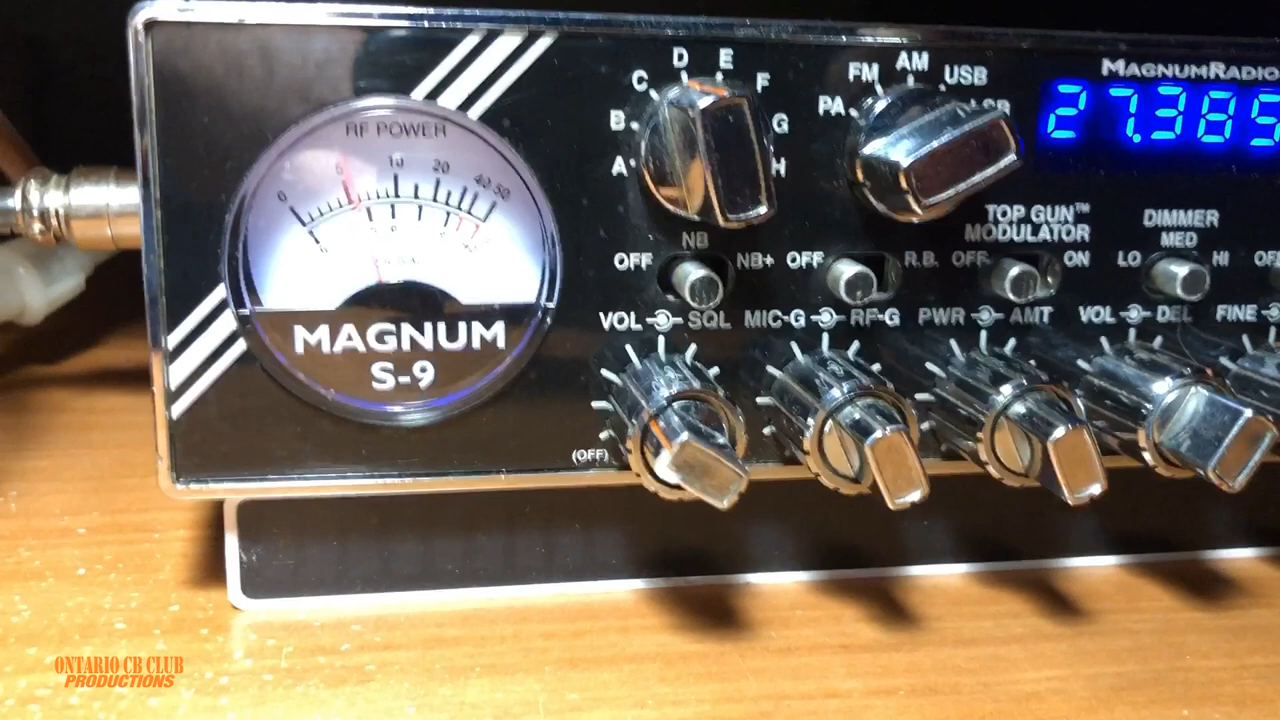 RF POWER
0 2 5 10 20 40 50
MAGNUM
S-9
A B C D E F G H
PA FM AM USB LSB
MAGNUMRADIO
27.385
NB
OFF NB+
OFF R.B.
TOP GUN™
MODULATOR
OFF ON
DIMMER
MED
LO HI
VOL SQL
MIC-G RF-G
PWR AMT
VOL DEL
FINE
(OFF)
ONTARIO CB CLUB
PRODUCTIONS